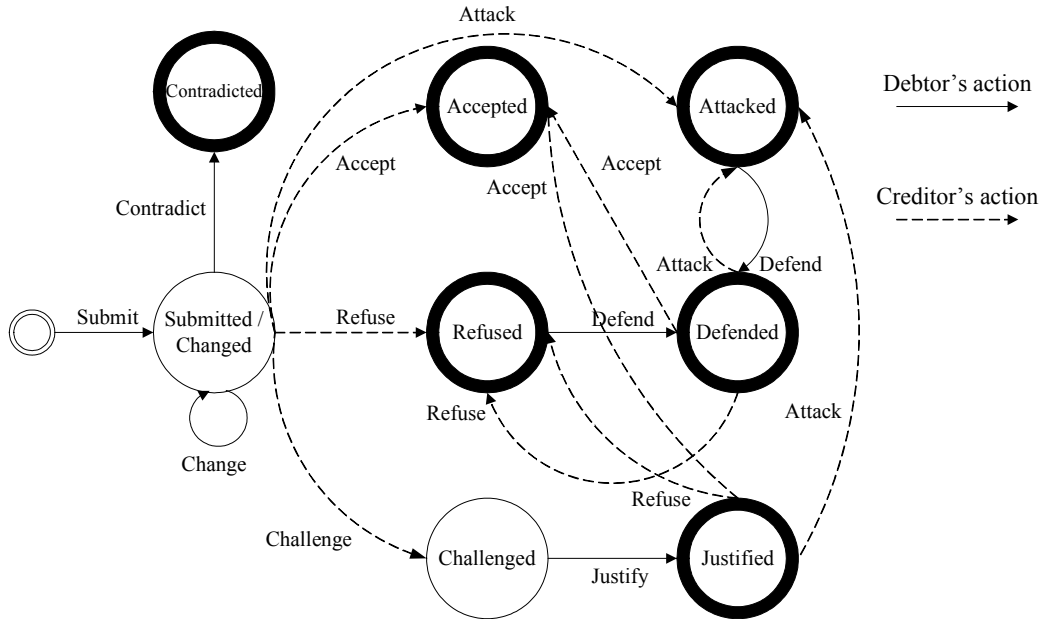 Attack
Contradicted
Accepted
Attacked
Debtor's action
Accept
Accept
Accept
Creditor's action
Contradict
Attack
Defend
Submit
Submitted /
Changed
Refuse
Refused
Defend
Defended
Refuse
Attack
Change
Refuse
Challenge
Challenged
Justify
Justified